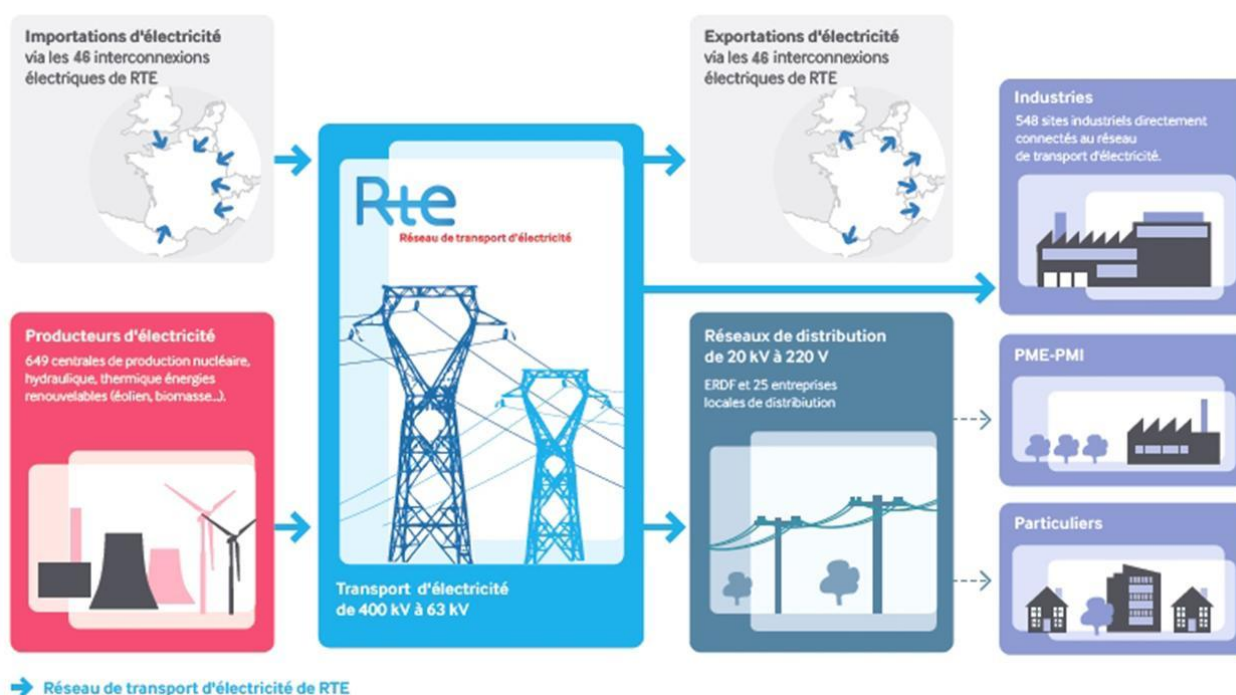 Importations d'électricité
via les 46 interconnexions
électriques de RTE
Exportations d'électricité
via les 46 interconnexions
électriques de RTE
Industries
548 sites industriels directement
connectés au réseau
de transport d'électricité.
Rte
Réseau de transport d'électricité
Producteurs d'électricité
649 centrales de production nucléaire,
hydraulique, thermique énergies
renouvelables (éolien, biomasse...).
Réseaux de distribution
de 20 kV à 220 V
ERDF et 25 entreprises
locales de distribiution
PME-PMI
Particuliers
Transport d'électricité
de 400 kV à 63 kV
Réseau de transport d'électricité de RTE